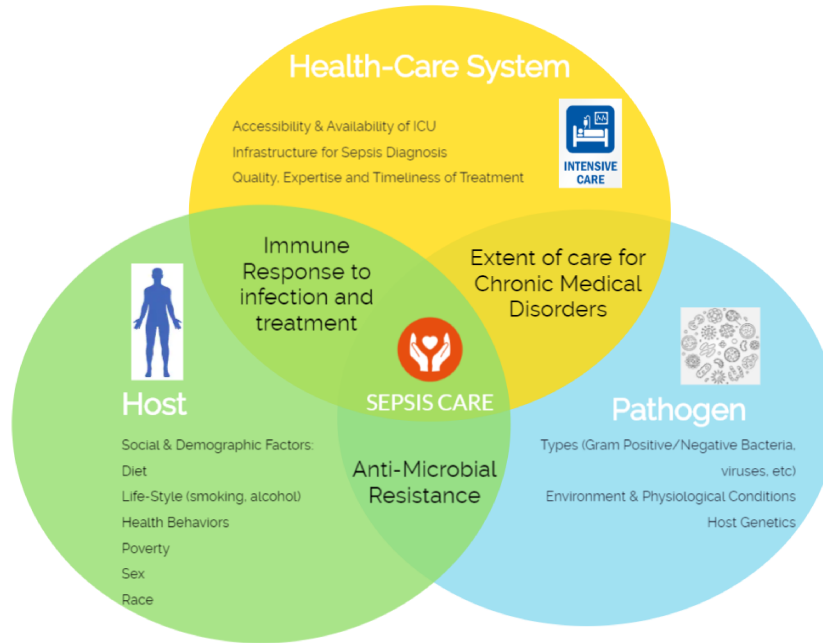 Health-Care System
Accessibility & Availability of ICU
Infrastructure for Sepsis Diagnosis
Quality, Expertise and Timeliness of Treatment
INTENSIVE
CARE
Immune
Response to
infection and
treatment
Extent of care for
Chronic Medical
Disorders
SEPSIS CARE
Host
Social & Demographic Factors:
Diet
Life-Style (smoking, alcohol)
Health Behaviors
Poverty
Sex
Race
Anti-Microbial
Resistance
Pathogen
Types (Gram Positive/Negative Bacteria,
viruses, etc)
Environment & Physiological Conditions
Host Genetics